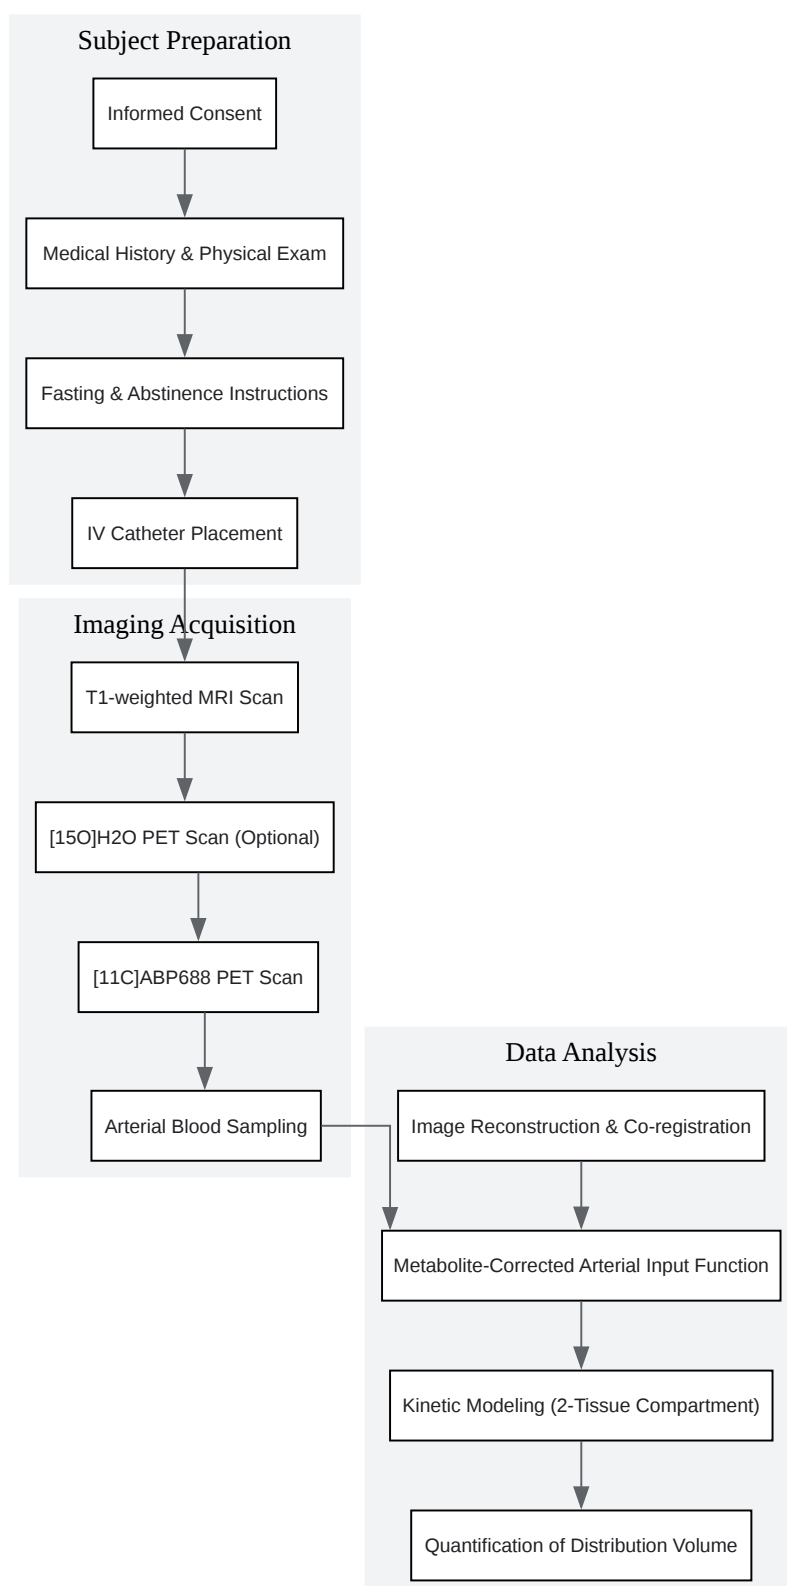 Subject Preparation
Informed Consent
Medical History & Physical Exam
Fasting & Abstinence Instructions
IV Catheter Placement
Imaging Acquisition
T1-weighted MRI Scan
[15O]H2O PET Scan (Optional)
[11C]ABP688 PET Scan
Arterial Blood Sampling
Data Analysis
Image Reconstruction & Co-registration
Metabolite-Corrected Arterial Input Function
Kinetic Modeling (2-Tissue Compartment)
Quantification of Distribution Volume